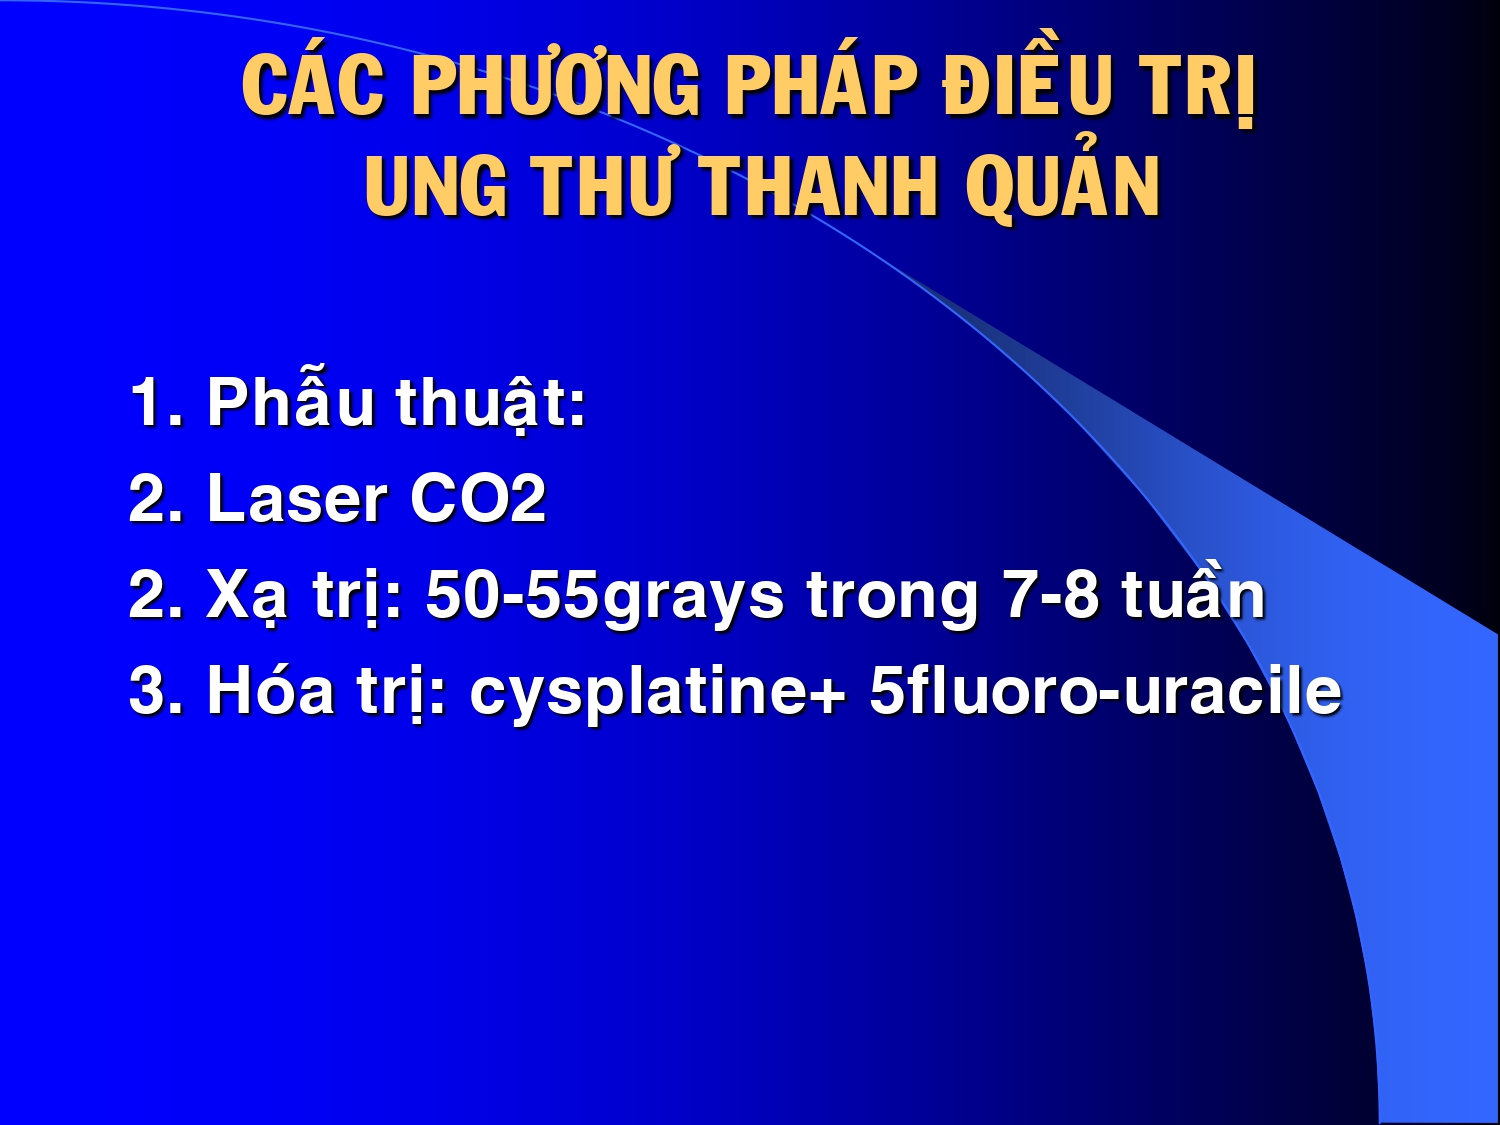 CÁC PHƯƠNG PHÁP ĐIỀU TRỊ
UNG THƯ THANH QUẢN
1. Phẫu thuật:
2. Laser CO2
2. Xạ trị: 50-55grays trong 7-8 tuần
3. Hóa trị: cysplatine+ 5fluoro-uracile